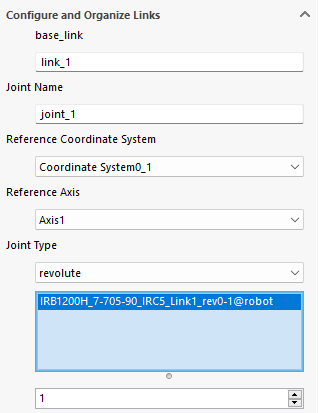 Configure and Organize Links
base_link
link_1
Joint Name
joint_1
Reference Coordinate System
Coordinate System0_1
Reference Axis
Axis1
Joint Type
revolute
IRB1200H_7-705-90_IRC5_Link1_rev0-1@robot
1